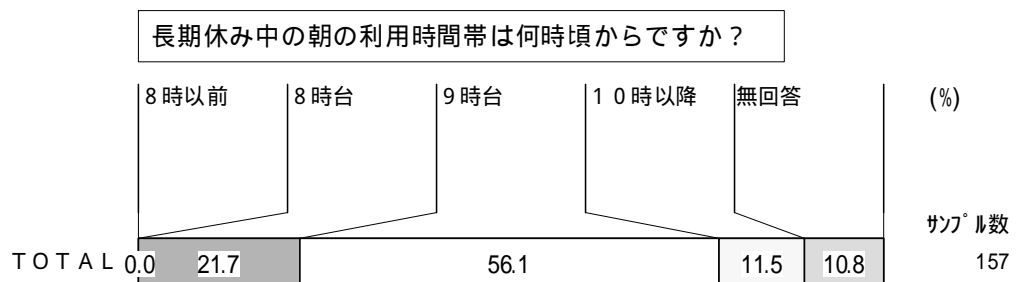 長期休み中の朝の利用時間帯は何時頃からですか？
8時以前 8時台 9時台 １０時以降 無回答 (%)
ｻﾝﾌﾟﾙ数
ＴＯＴＡＬ 0.0 21.7 56.1 11.5 10.8 157